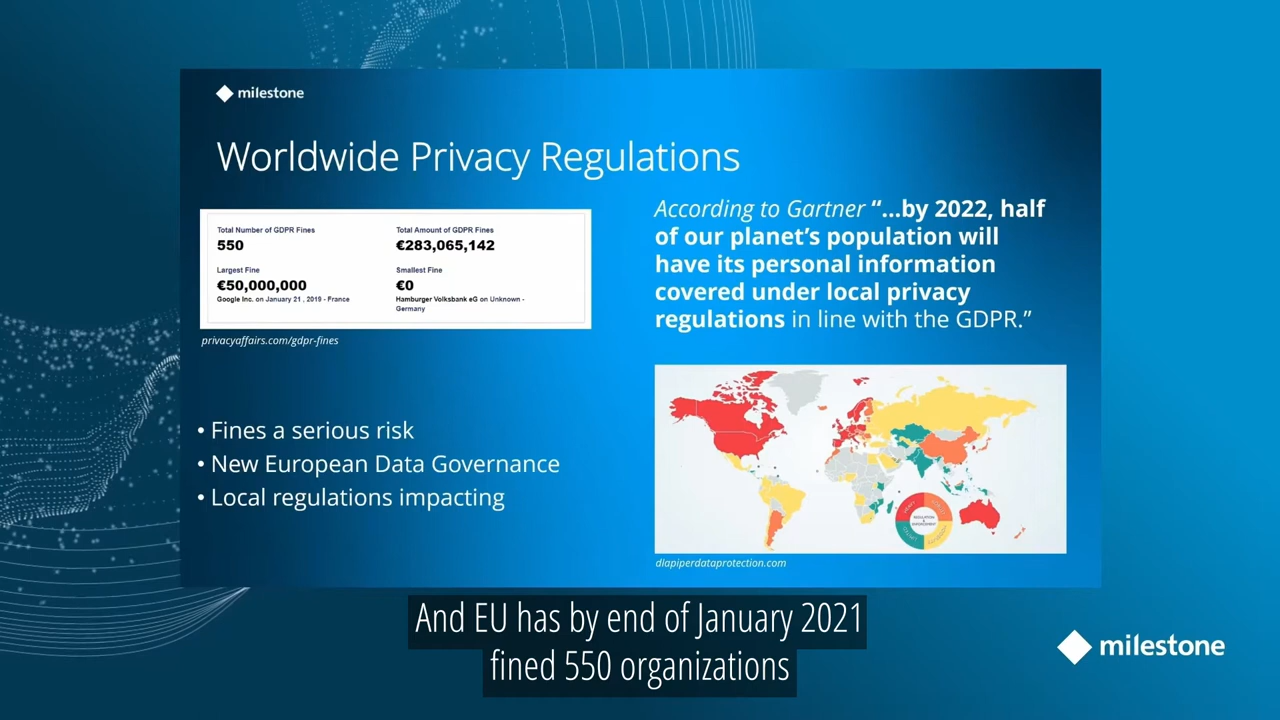 milestone
Worldwide Privacy Regulations
Total Number of GDPR Fines
550
Total Amount of GDPR Fines
€283,065,142
Largest Fine
€50,000,000
Google Inc. on January 21 , 2019 - France
Smallest Fine
€0
Hamburger Volksbank eG on Unknown -
Germany
privacyaffairs.com/gdpr-fines
• Fines a serious risk
• New European Data Governance
• Local regulations impacting
According to Gartner “...by 2022, half
of our planet’s population will
have its personal information
covered under local privacy
regulations in line with the GDPR.”
dlapiperdataprotection.com
And EU has by end of January 2021
fined 550 organizations
milestone